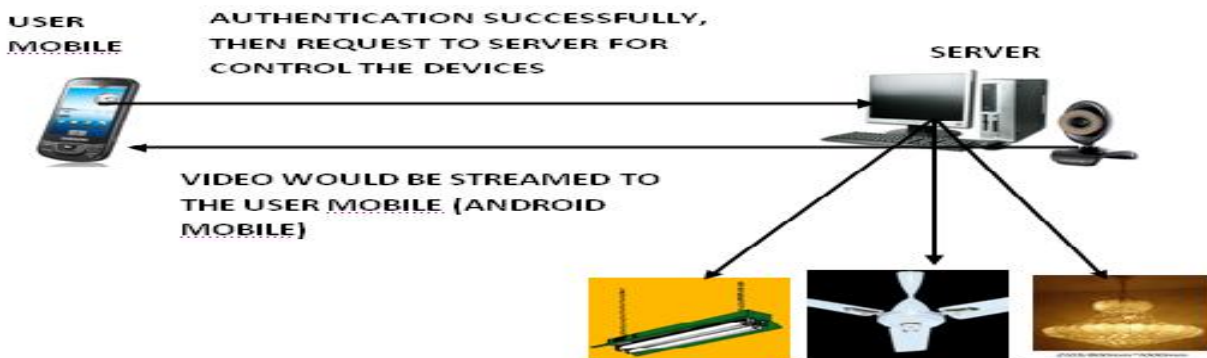 USER
MOBILE
AUTHENTICATION SUCCESSFULLY,
THEN REQUEST TO SERVER FOR
CONTROL THE DEVICES
SERVER
VIDEO WOULD BE STREAMED TO
THE USER MOBILE (ANDROID
MOBILE)